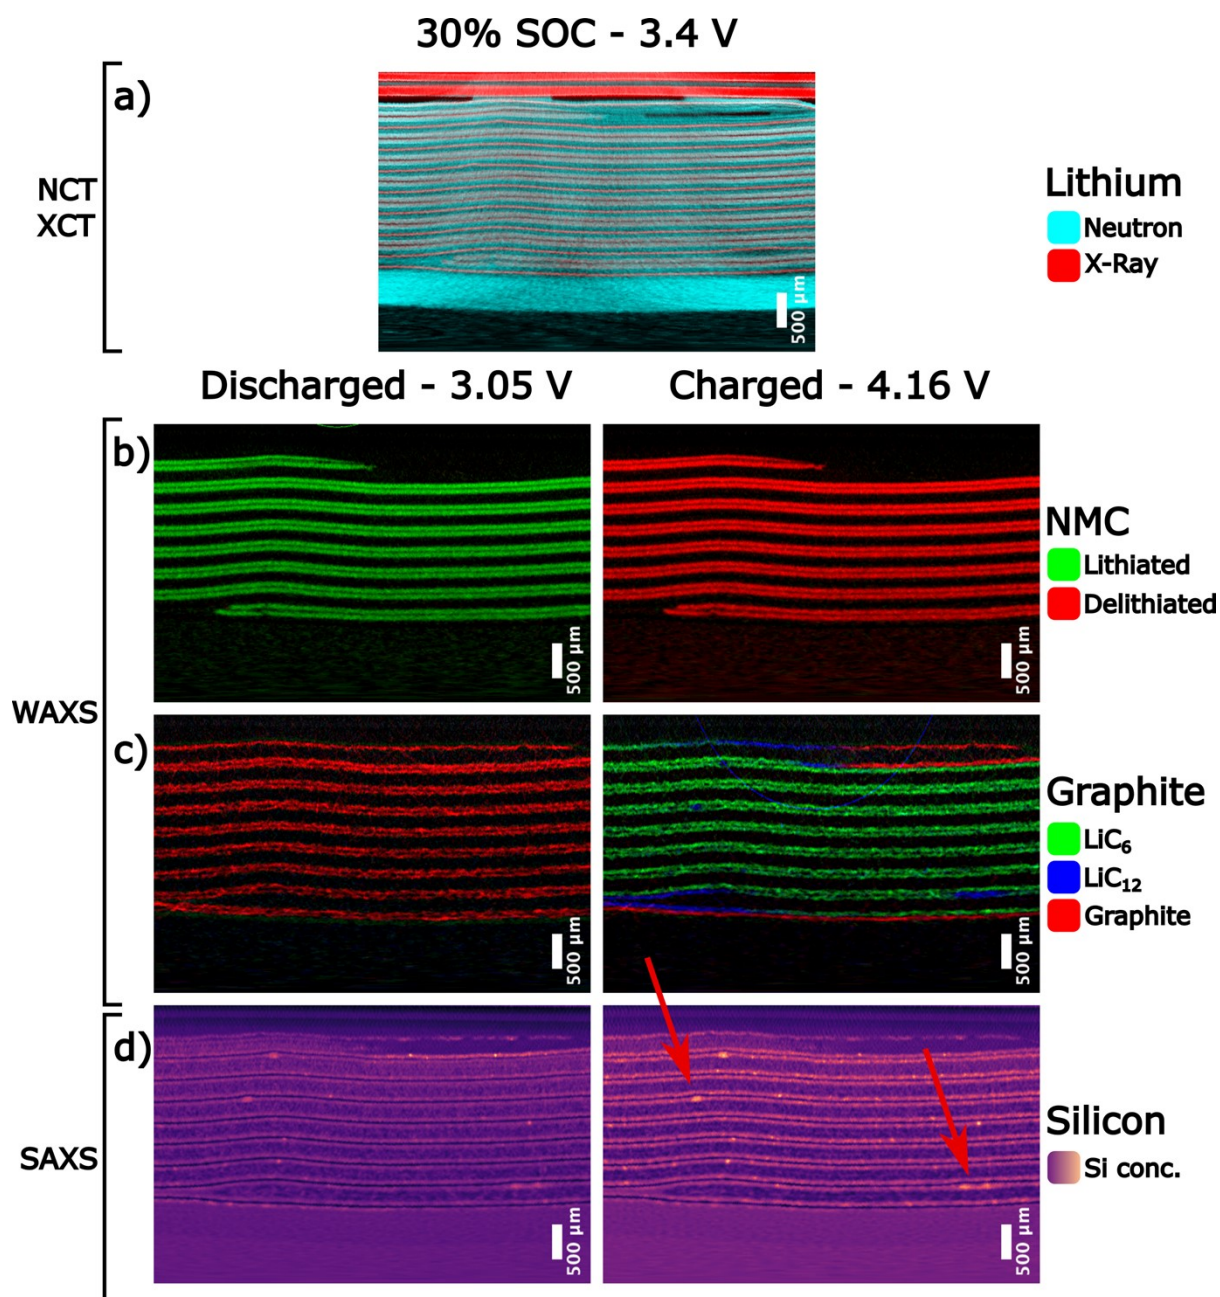 30% SOC - 3.4 V
a)
NCT
XCT
Lithium
Neutron
X-Ray
500 μm
Discharged - 3.05 V
Charged - 4.16 V
b)
500 μm
500 μm
NMC
Lithiated
Delithiated
WAXS
c)
500 μm
500 μm
Graphite
LiC₆
LiC₁₂
Graphite
d)
SAXS
500 μm
500 μm
Silicon
Si conc.